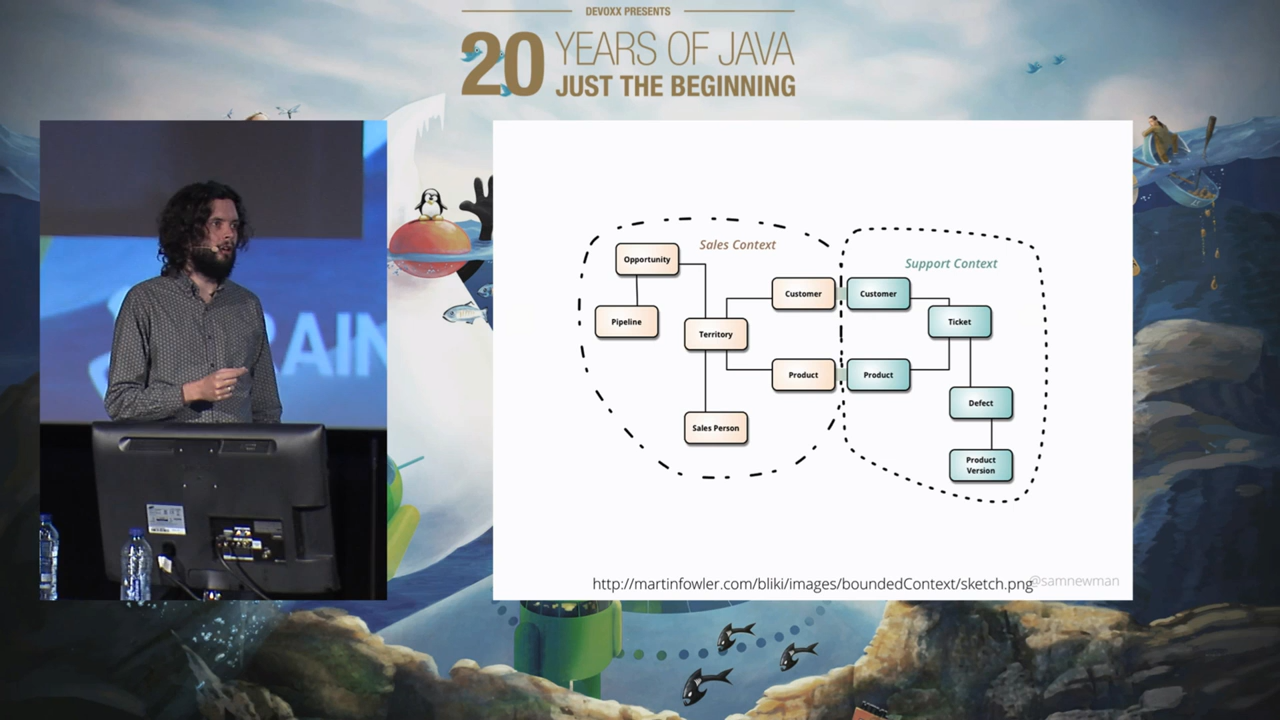 DEVOXX PRESENTS
20 YEARS OF JAVA
JUST THE BEGINNING
RAIN
Sales Context
Opportunity
Pipeline
Territory
Customer
Product
Sales Person
Support Context
Customer
Ticket
Product
Defect
Product
Version
http://martinfowler.com/bliki/images/boundedContext/sketch.png
@samnewman